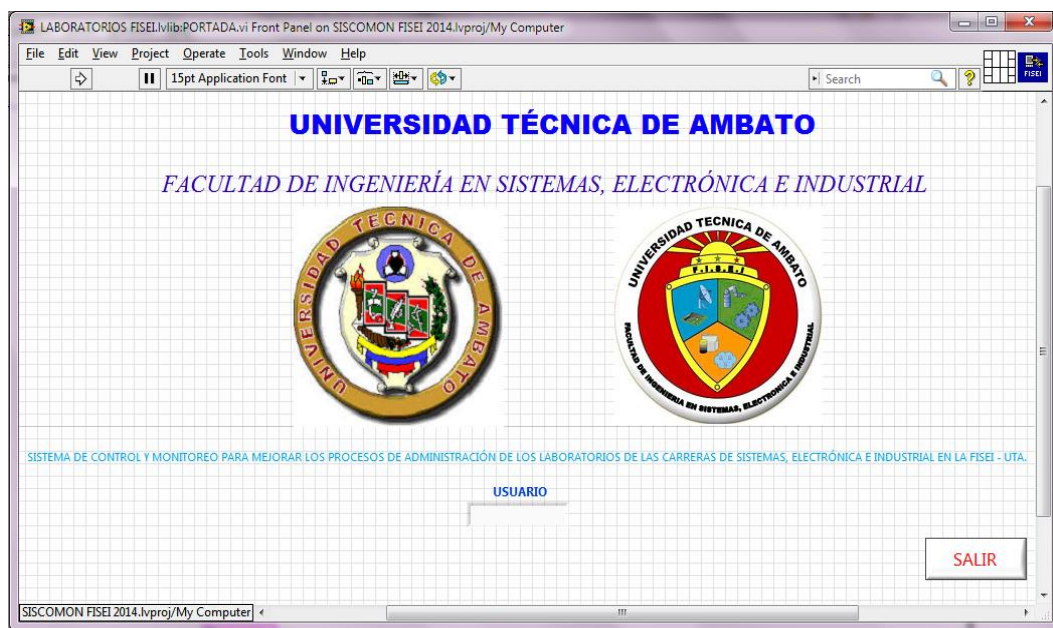 LABORATORIOS FISEI.lvlib:PORTADA.vi Front Panel on SISCOMON FISEI 2014.lvproj/My Computer
File Edit View Project Operate Tools Window Help
15pt Application Font
Search
FISEI
UNIVERSIDAD TÉCNICA DE AMBATO
FACULTAD DE INGENIERÍA EN SISTEMAS, ELECTRÓNICA E INDUSTRIAL
UNIVERSIDAD TECNICA DE AMBATO
UNIVERSIDAD TECNICA DE AMBATO
F.I.S.E.I
FACULTAD DE INGENIERIA EN SISTEMAS, ELECTRONICA E INDUSTRIAL
SISTEMA DE CONTROL Y MONITOREO PARA MEJORAR LOS PROCESOS DE ADMINISTRACIÓN DE LOS LABORATORIOS DE LAS CARRERAS DE SISTEMAS, ELECTRÓNICA E INDUSTRIAL EN LA FISEI - UTA.
USUARIO
SALIR
SISCOMON FISEI 2014.lvproj/My Computer